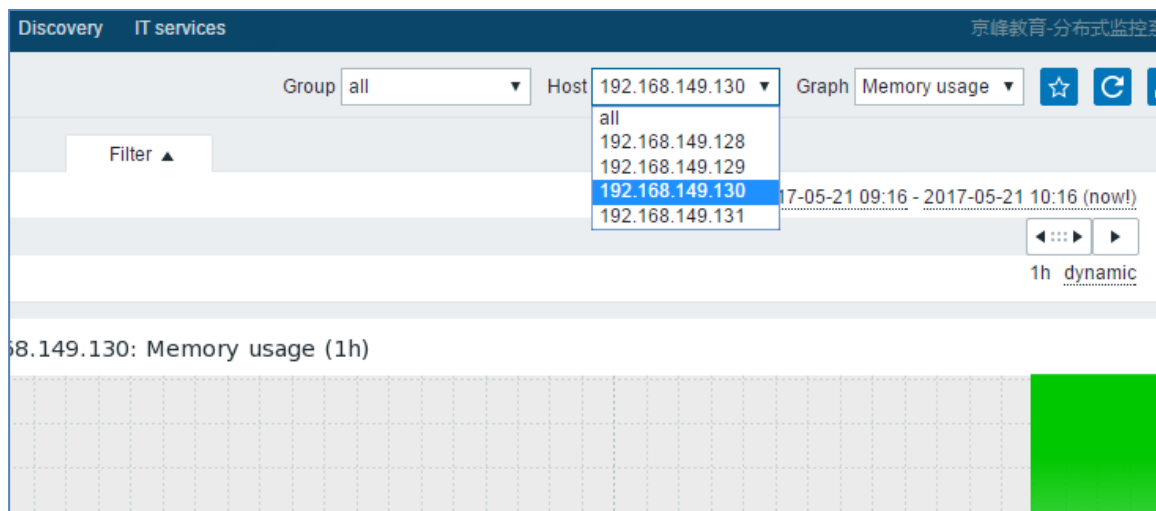 Discovery IT services 京峰教育-分布式监控
Group all Host 192.168.149.130 Graph Memory usage
all
192.168.149.128
Filter
192.168.149.129
192.168.149.130
17-05-21 09:16 - 2017-05-21 10:16 (now!)
192.168.149.131
1h dynamic
68.149.130: Memory usage (1h)